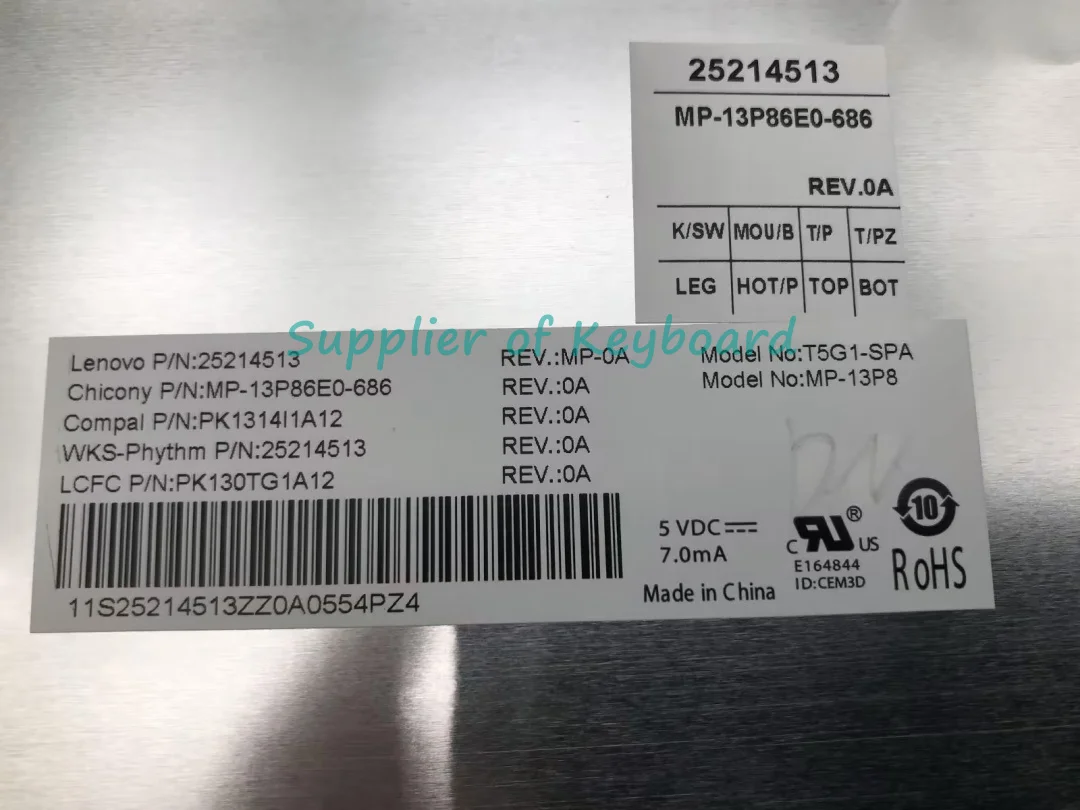 25214513
MP-13P86E0-686
REV.0A
K/SW MOU/B T/P T/PZ
LEG HOT/P TOP BOT
Supplier of Keyboard
Lenovo P/N:25214513 REV.:MP-0A Model No:T5G1-SPA
Chicony P/N:MP-13P86E0-686 REV.:0A Model No:MP-13P8
Compal P/N:PK1314I1A12 REV.:0A
WKS-Phythm P/N:25214513 REV.:0A
LCFC P/N:PK130TG1A12 REV.:0A
5 VDC
7.0mA
Made in China
C RU ® US
E164844
ID:CEM3D
10
RoHS
11S25214513ZZ0A0554PZ4